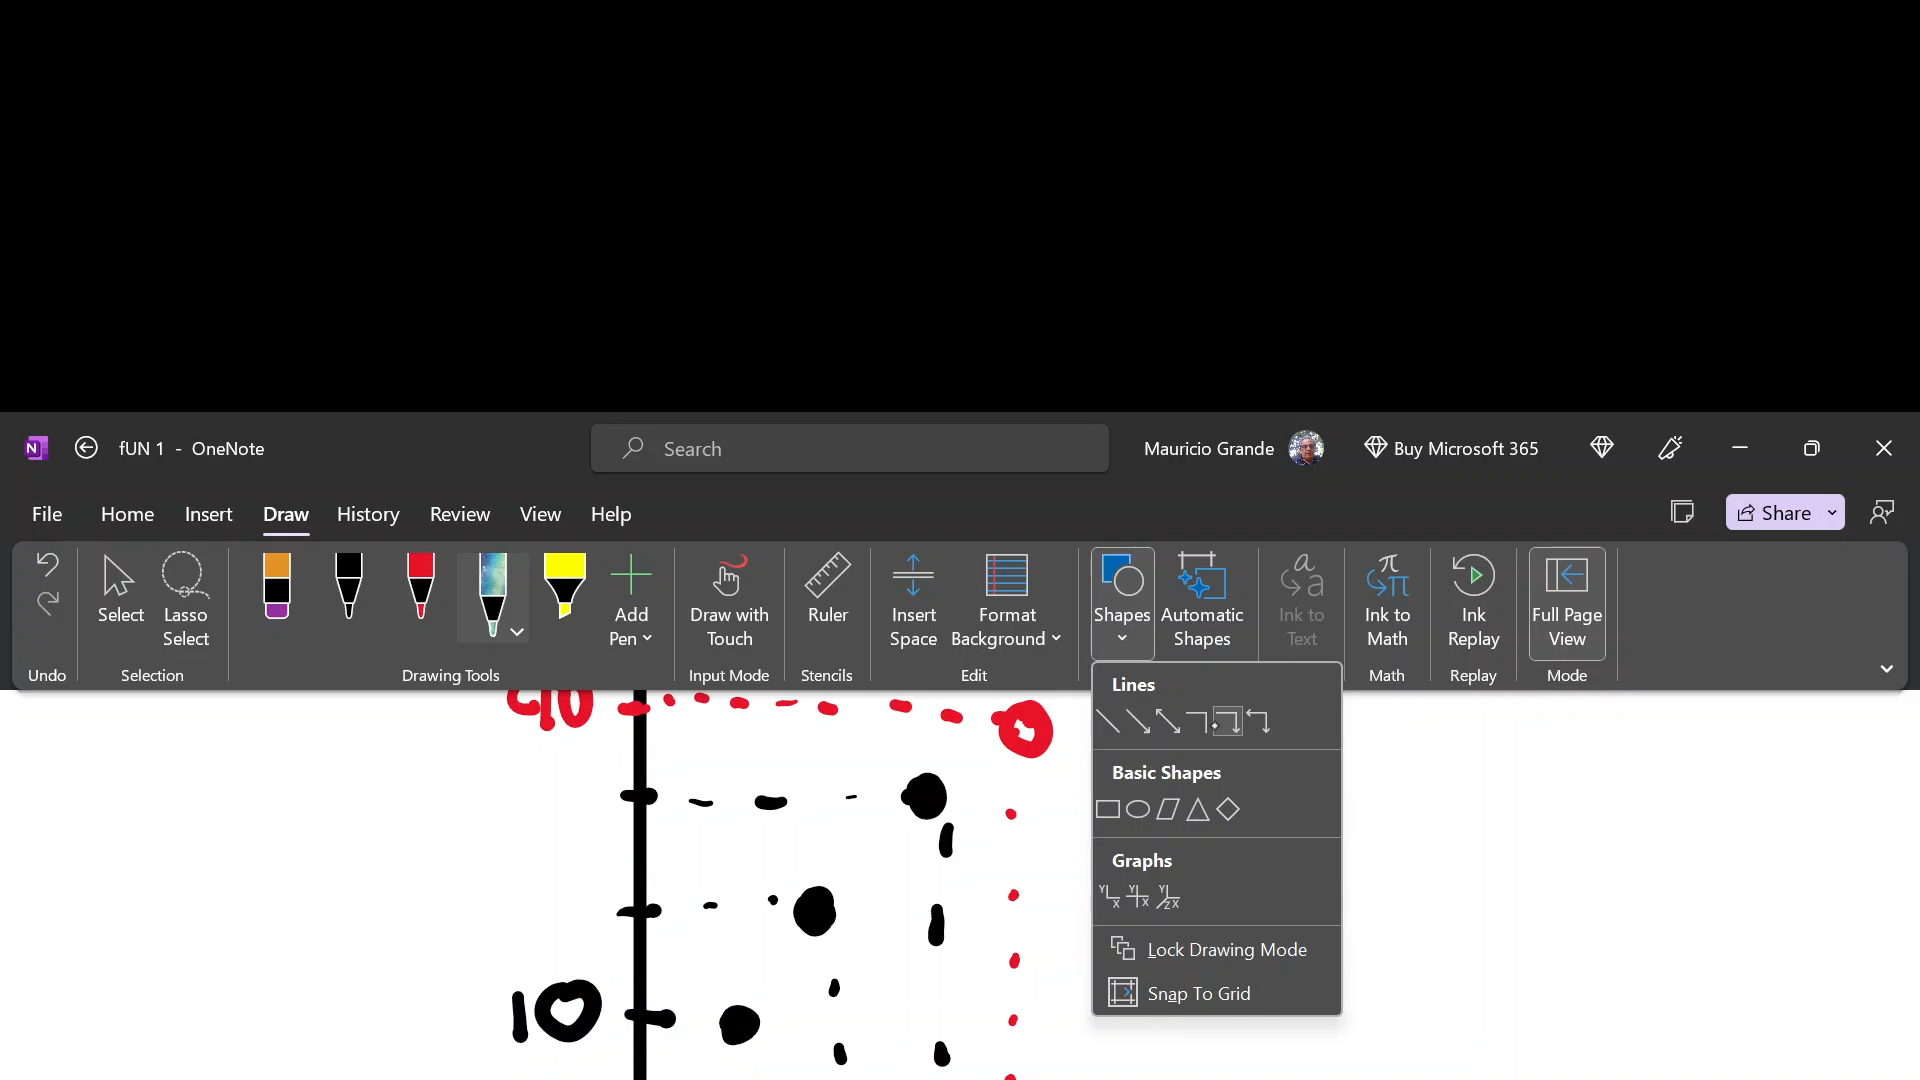 fUN 1 - OneNote
Search
Mauricio Grande
Buy Microsoft 365
File Home Insert Draw History Review View Help
Share
Select
Lasso Select
Add Pen
Draw with Touch
Ruler
Insert Space
Format Background
Shapes
Automatic Shapes
Ink to Text
Ink to Math
Ink Replay
Full Page View
Undo Selection Drawing Tools Input Mode Stencils Edit Math Replay Mode
Lines
Basic Shapes
Graphs
Lock Drawing Mode
Snap To Grid
40
10